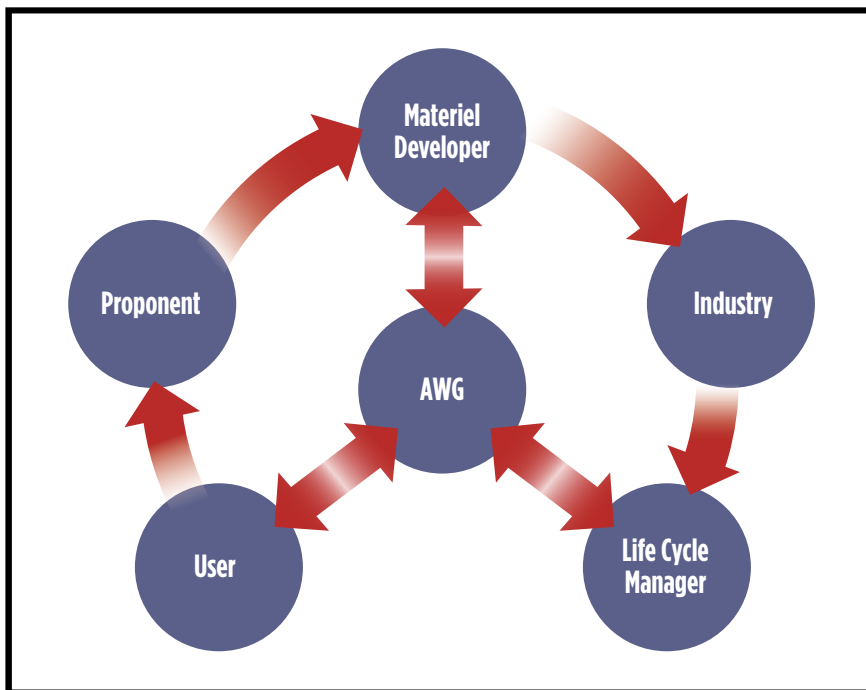 Materiel
Developer
Proponent
Industry
AWG
User
Life Cycle
Manager